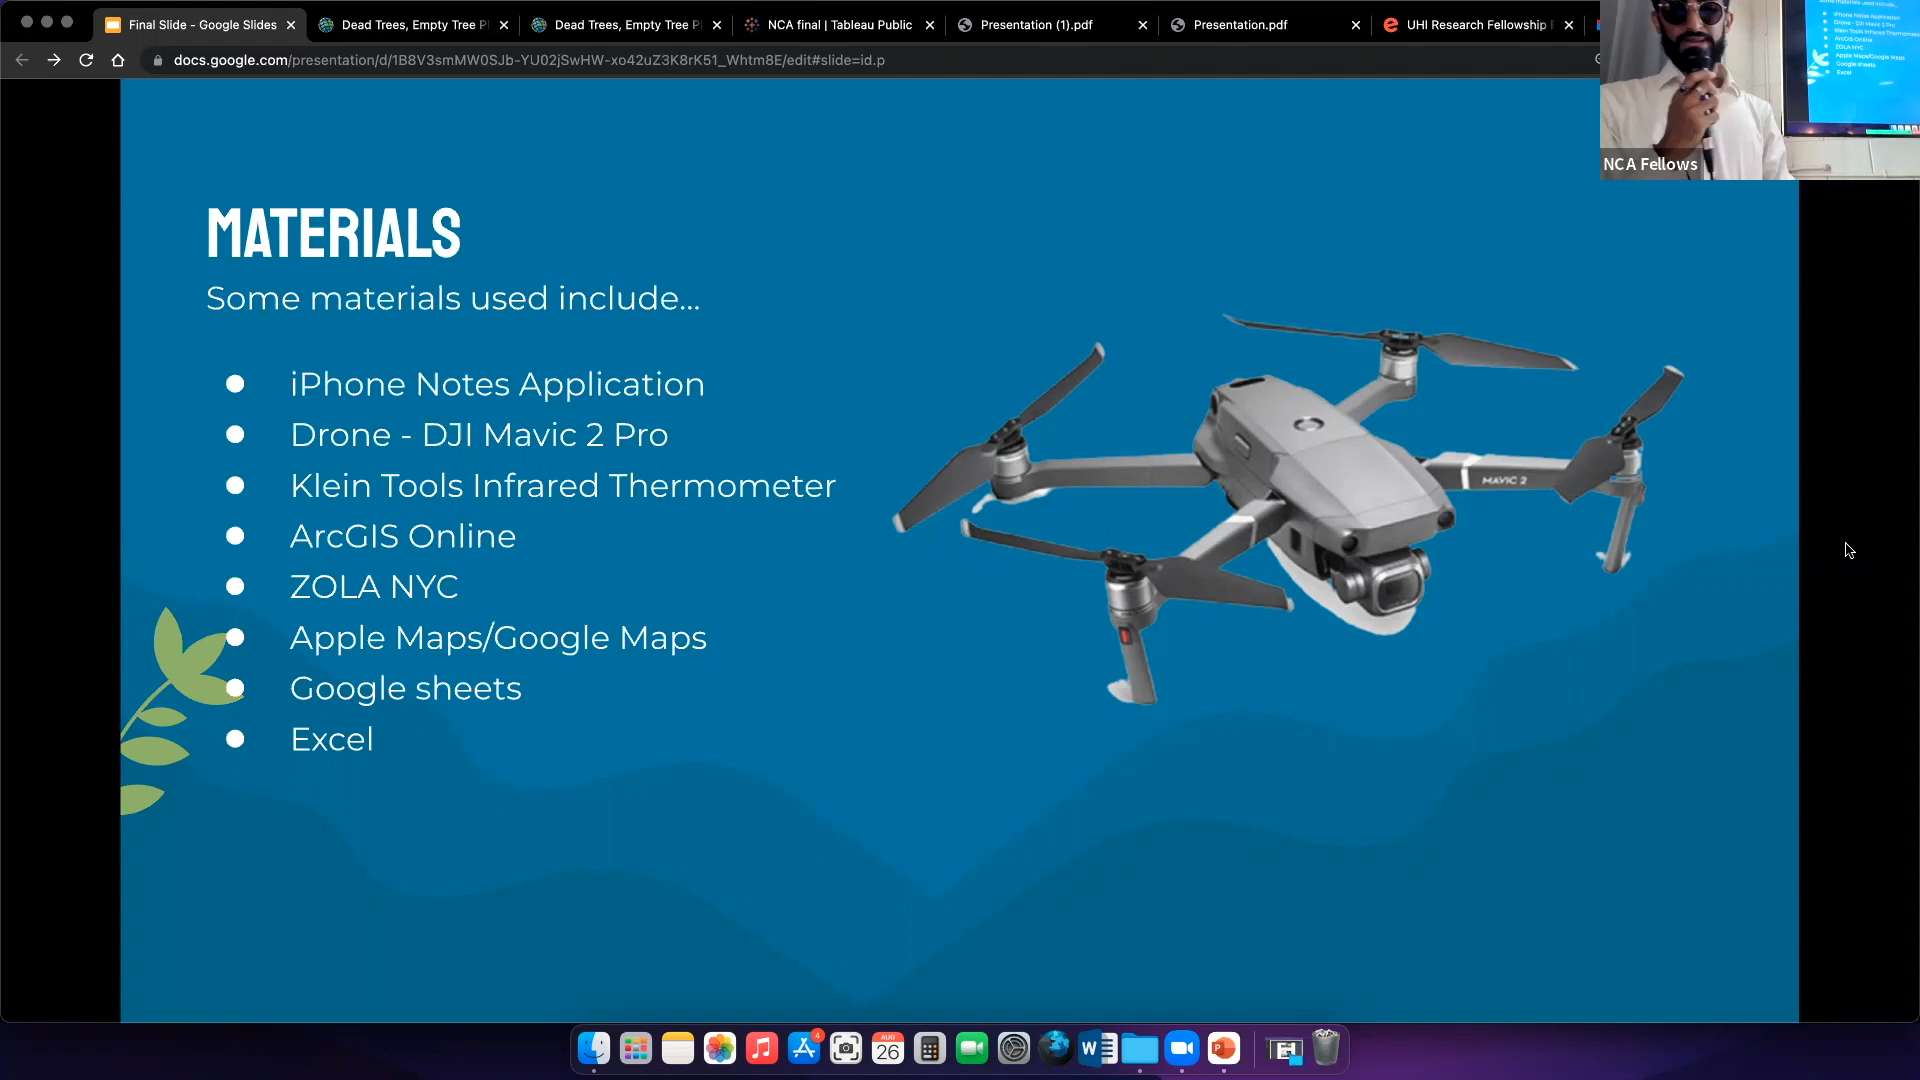 Final Slide - Google Slides
Dead Trees, Empty Tree P
Dead Trees, Empty Tree P
NCA final | Tableau Public
Presentation (1).pdf
Presentation.pdf
UHI Research Fellowship
docs.google.com/presentation/d/1B8V3smMW0SJb-YU02jSwHW-xo42uZ3K8rK51_Whtm8E/edit#slide=id.p
NCA Fellows
MATERIALS
Some materials used include...
iPhone Notes Application
Drone - DJI Mavic 2 Pro
Klein Tools Infrared Thermometer
ArcGIS Online
ZOLA NYC
Apple Maps/Google Maps
Google sheets
Excel
MAVIC 2
4
AUG
26